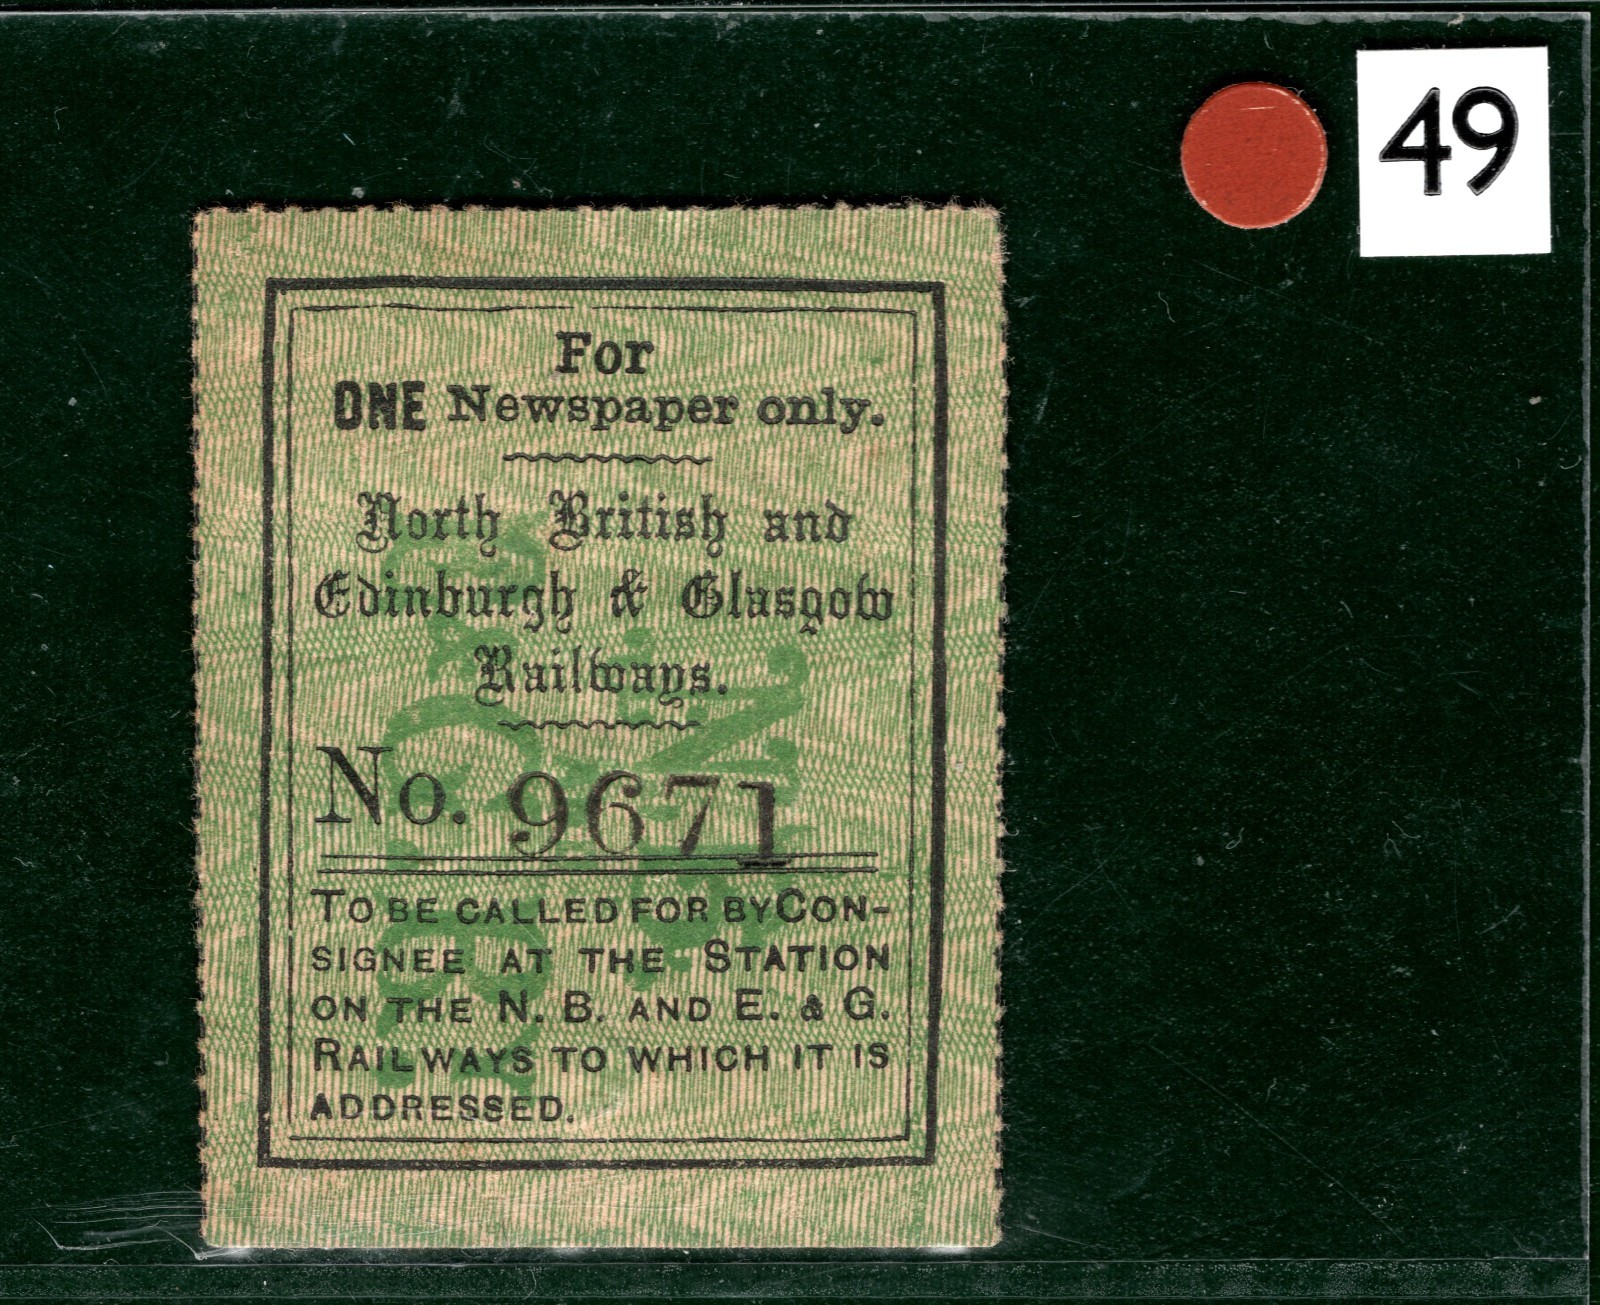 49
For
ONE Newspaper only.
North British and
Edinburgh & Glasgow
Railways.
No. 9671
TO BE CALLED FOR BY CON-
SIGNEE AT THE STATION
ON THE N. B. AND E. & G.
RAILWAYS TO WHICH IT IS
ADDRESSED.